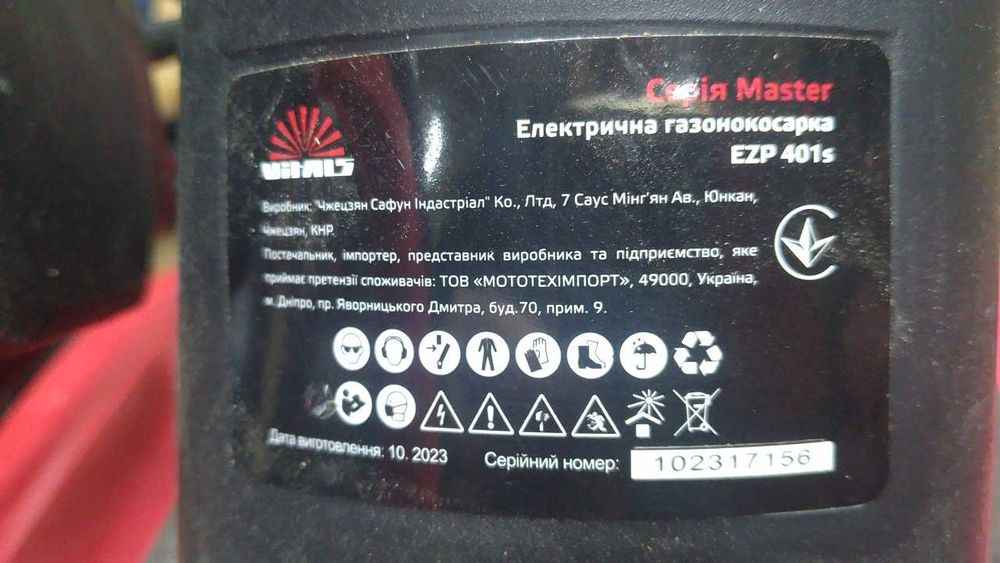 Серія Master
Електрична газонокосарка
EZP 401s
ViTALS
Виробник: "Чжецзян Сафун Індастріал" Ко., Лтд, 7 Саус Мінг'ян Ав., Юнкан,
Чжецзян, КНР.
Постачальник, імпортер, представник виробника та підприємство, яке
приймає претензії споживачів: ТОВ «МОТОТЕХІМПОРТ», 49000, Україна,
м. Дніпро, пр. Яворницького Дмитра, буд.70, прим. 9.
Дата виготовлення: 10. 2023
Серійний номер: 102317156